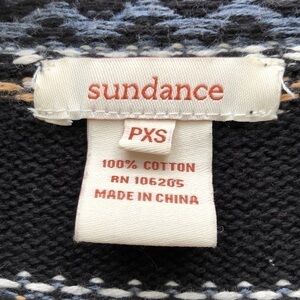 sundance
PXS
100% COTTON
RN 106205
MADE IN CHINA